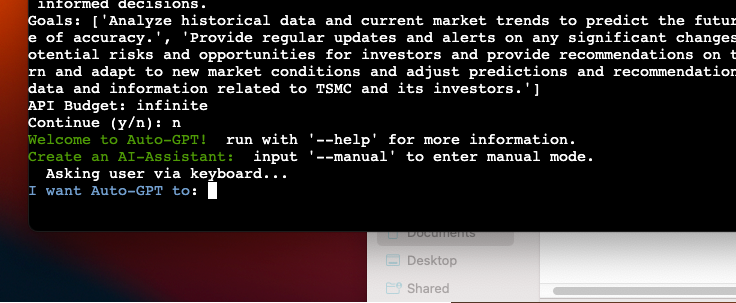 informed decisions.
Goals: ['Analyze historical data and current market trends to predict the futur
e of accuracy.', 'Provide regular updates and alerts on any significant changes
otential risks and opportunities for investors and provide recommendations on t
rn and adapt to new market conditions and adjust predictions and recommendation
data and information related to TSMC and its investors.']
API Budget: infinite
Continue (y/n): n
Welcome to Auto-GPT!  run with '--help' for more information.
Create an AI-Assistant:  input '--manual' to enter manual mode.
Asking user via keyboard...
I want Auto-GPT to:
Documents
Desktop
Shared